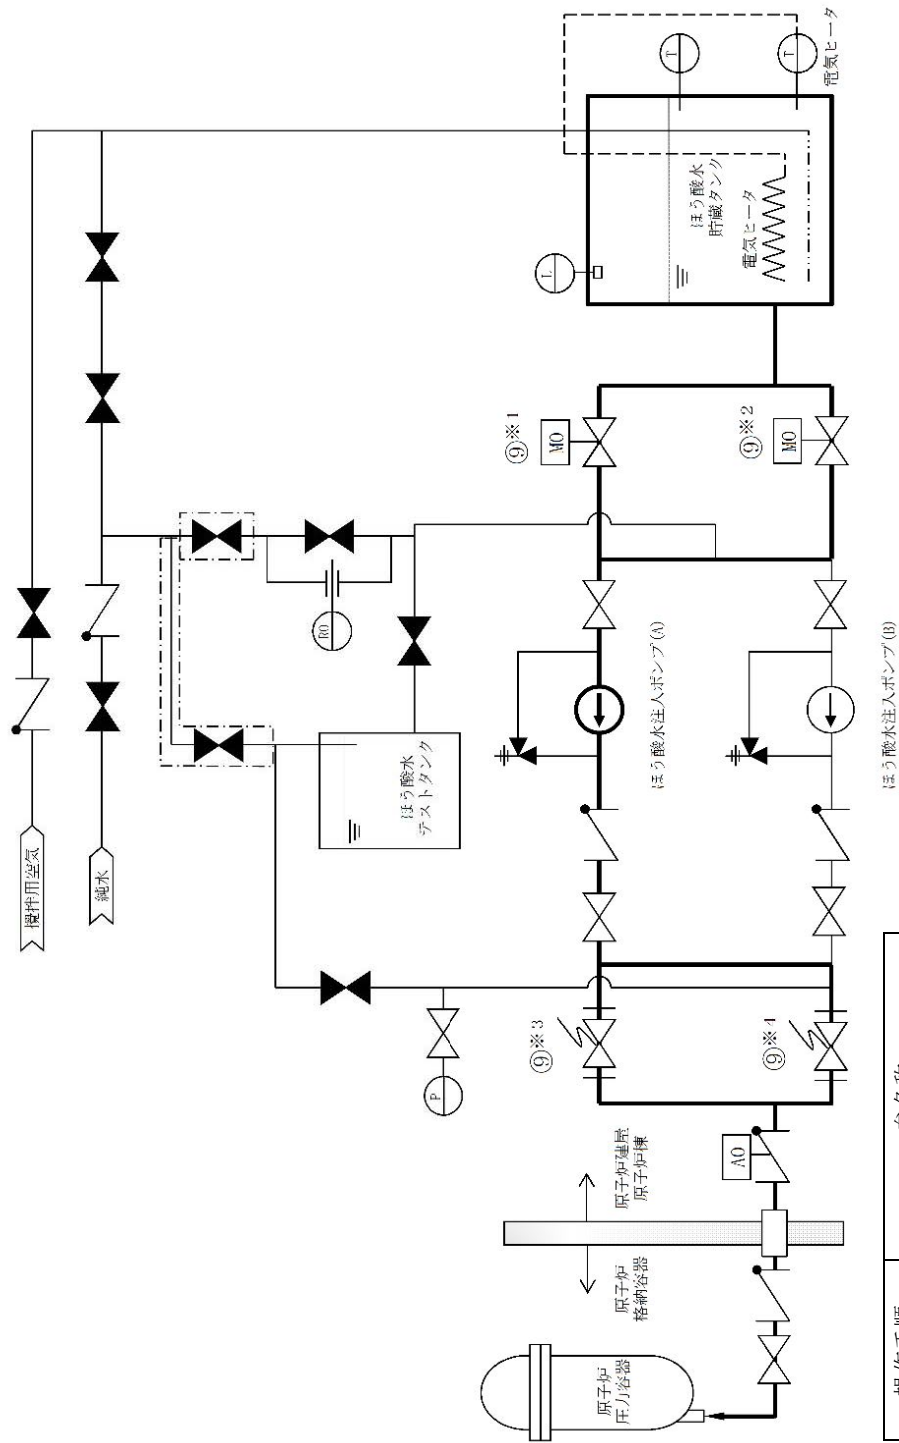 攪拌用空気
純水
RO
ほう酸水
テストタンク
P
L
T
T
電気ヒータ
ほう酸水
貯蔵タンク
電気ヒータ
⑨※1
MO
⑨※2
MO
ほう酸水注入ポンプ(A)
ほう酸水注入ポンプ(B)
⑨※3
⑨※4
AO
原子炉建屋
原子炉棟
原子炉
格納容器
原子炉
圧力容器